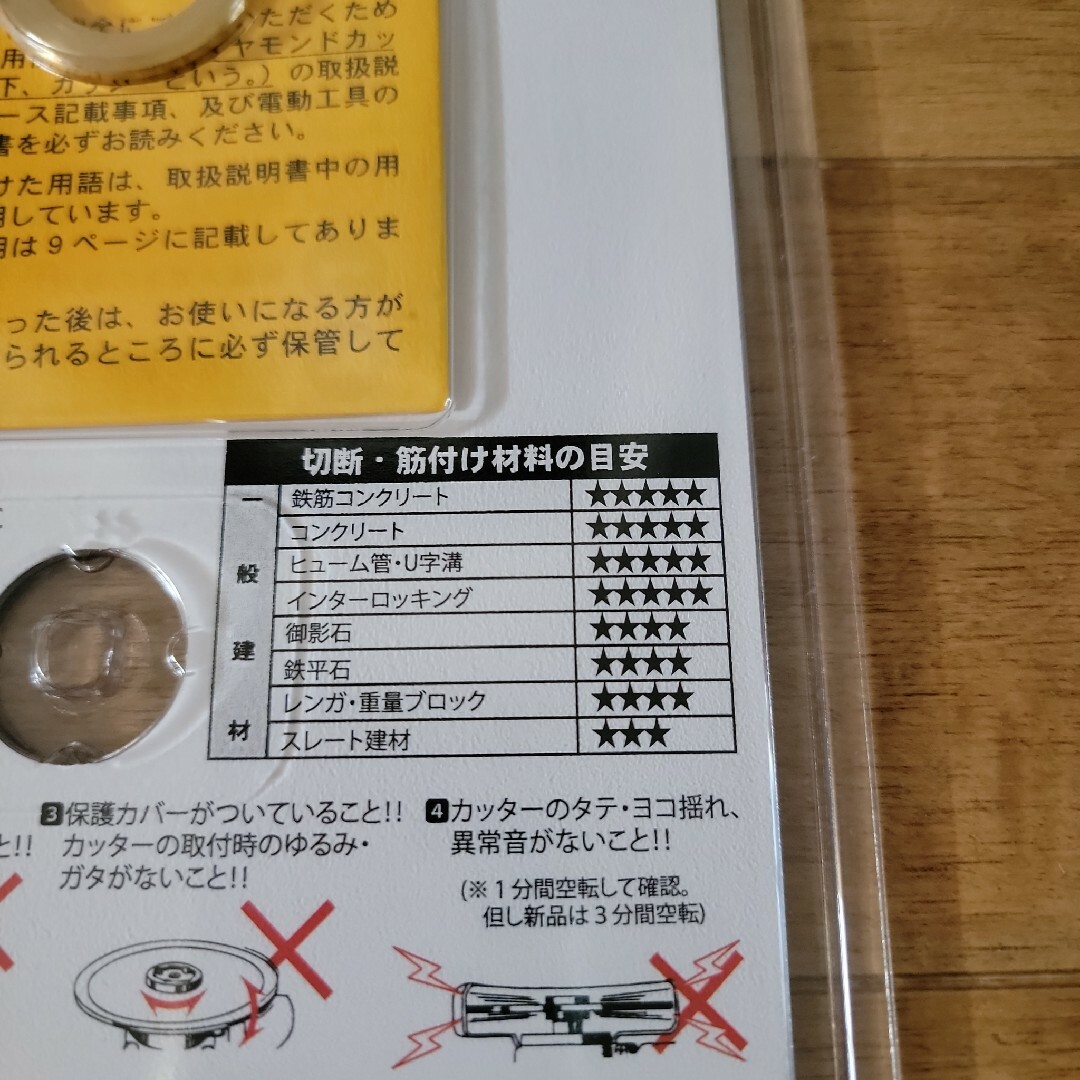 ただくため
ヤモンドカッ
という。)の取扱説
ース記載事項、及び電動工具の
書を必ずお読みください。
けた用語は、取扱説明書中の用
用しています。
用は9ページに記載してありま
った後は、お使いになる方が
られるところに必ず保管して
切断・筋付け材料の目安
一般建材
鉄筋コンクリート ★★★★★
コンクリート ★★★★★
ヒューム管・U字溝 ★★★★★
インターロッキング ★★★★★
御影石 ★★★★
鉄平石 ★★★★
レンガ・重量ブロック ★★★★
スレート建材 ★★★
と!!
3 保護カバーがついていること!!
カッターの取付時のゆるみ・
ガタがないこと!!
4 カッターのタテ・ヨコ揺れ、
異常音がないこと!!
(※1分間空転して確認。
但し新品は3分間空転)